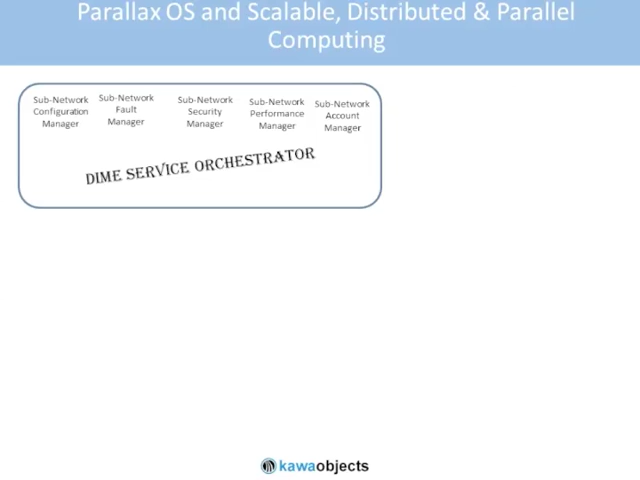 Parallax OS and Scalable, Distributed & Parallel
Computing
Sub-Network
Configuration
Manager
Sub-Network
Fault
Manager
Sub-Network
Security
Manager
Sub-Network
Performance
Manager
Sub-Network
Account
Manager
DIME SERVICE ORCHESTRATOR
kawaobjects